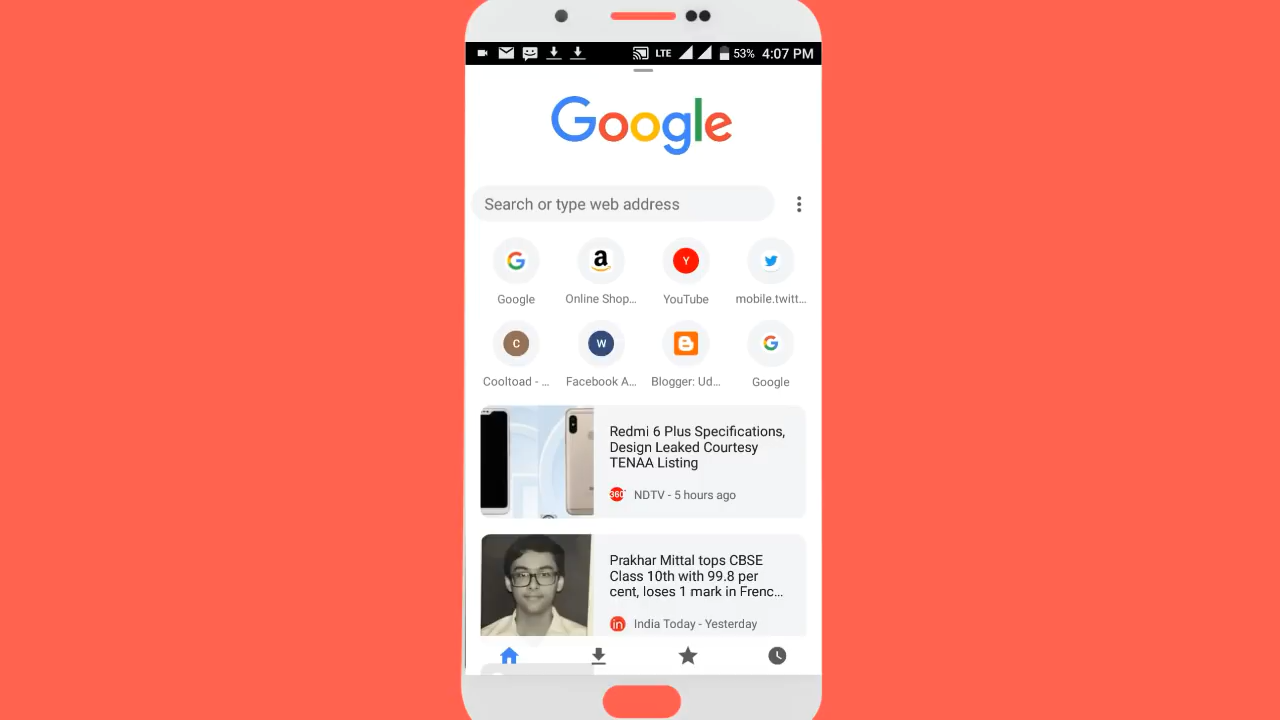 LTE 53% 4:07 PM
Google
Search or type web address
G a Y
Google Online Shop... YouTube mobile.twitt...
C W B G
Cooltoad - ... Facebook A... Blogger: Ud... Google
Redmi 6 Plus Specifications,
Design Leaked Courtesy
TENAA Listing
360° NDTV - 5 hours ago
Prakhar Mittal tops CBSE
Class 10th with 99.8 per
cent, loses 1 mark in Frenc...
in India Today - Yesterday